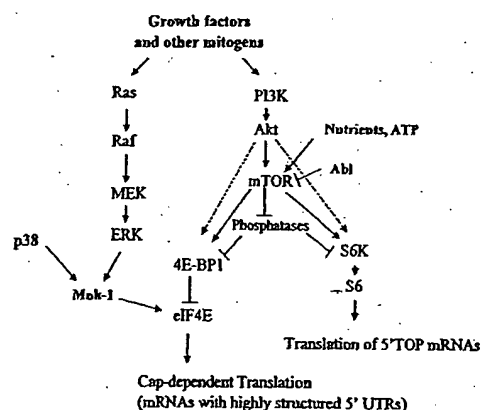 Growth factors
and other mitogens
Ras
PI3K
Raf
Akt
Nutrients, ATP
mTOR
Abl
MEK
Phosphatases
ERK
p38
4E-BP1
S6K
Mnk-1
eIF4E
S6
Translation of 5'TOP mRNAs
Cap-dependent Translation
(mRNAs with highly structured 5' UTRs)